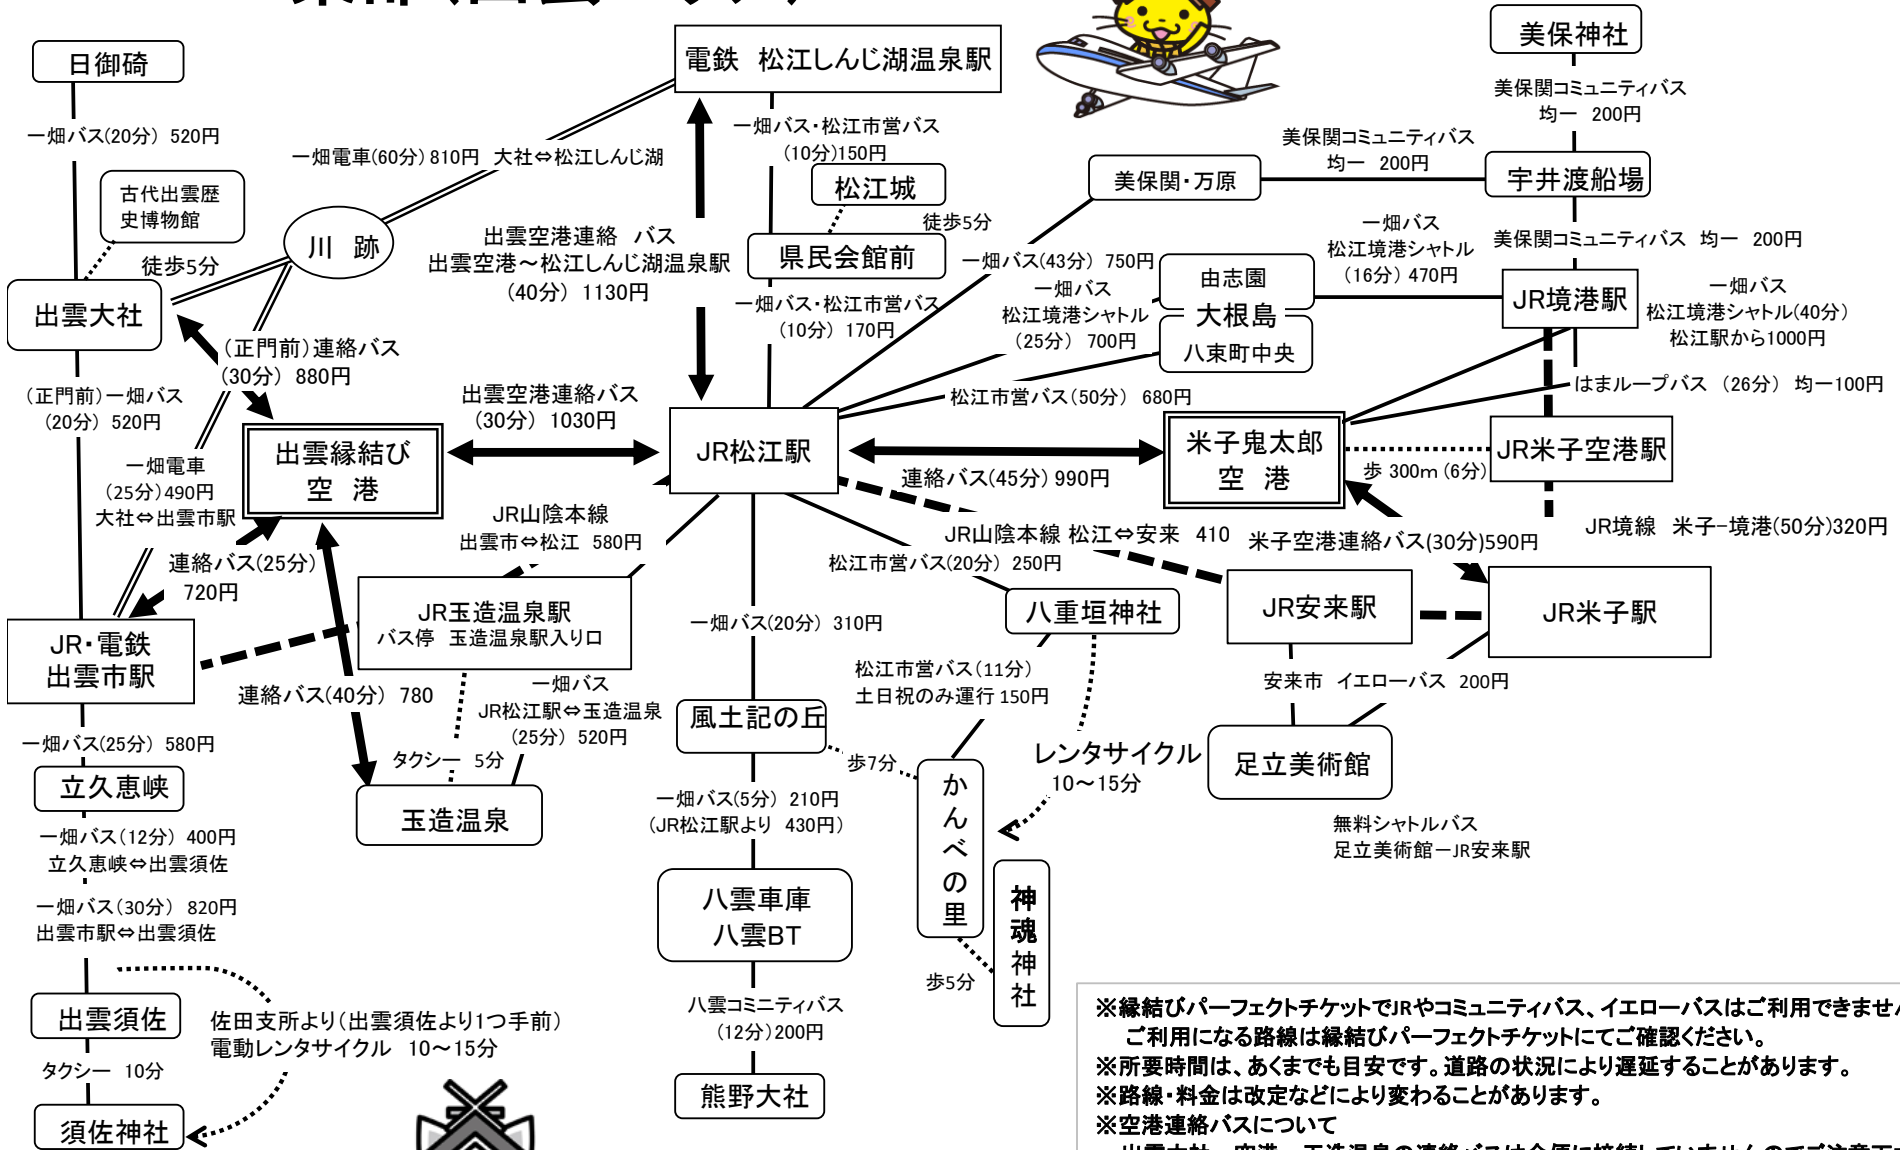 日御碕
一畑バス(20分) 520円
古代出雲歴
史博物館
徒歩5分
出雲大社
一畑電車(60分) 810円 大社⇔松江しんじ湖
川 跡
電鉄 松江しんじ湖温泉駅
一畑バス・松江市営バス
(10分)150円
松江城
徒歩5分
県民会館前
一畑バス・松江市営バス
(10分) 170円
出雲空港連絡 バス
出雲空港～松江しんじ湖温泉駅
(40分) 1130円
美保神社
美保関コミュニティバス
均一 200円
美保関コミュニティバス
均一 200円
美保関・万原
宇井渡船場
美保関コミュニティバス 均一 200円
一畑バス
松江境港シャトル
(16分) 470円
一畑バス(43分) 750円
一畑バス
松江境港シャトル
(25分) 700円
由志園
大根島
八束町中央
JR境港駅
一畑バス
松江境港シャトル(40分)
松江駅から1000円
はまループバス (26分) 均一100円
松江市営バス(50分) 680円
(正門前)連絡バス
(30分) 880円
(正門前)一畑バス
(20分) 520円
出雲空港連絡バス
(30分) 1030円
出雲縁結び
空 港
JR松江駅
連絡バス(45分) 990円
米子鬼太郎
空 港
歩 300m (6分)
JR米子空港駅
一畑電車
(25分)490円
大社⇔出雲市駅
連絡バス(25分)
720円
JR山陰本線
出雲市⇔松江 580円
JR山陰本線 松江⇔安来 410
米子空港連絡バス(30分)590円
JR境線 米子-境港(50分)320円
松江市営バス(20分) 250円
JR・電鉄
出雲市駅
JR玉造温泉駅
バス停 玉造温泉駅入り口
八重垣神社
JR安来駅
JR米子駅
一畑バス(20分) 310円
松江市営バス(11分)
土日祝のみ運行 150円
安来市 イエローバス 200円
連絡バス(40分) 780
一畑バス
JR松江駅⇔玉造温泉
(25分) 520円
タクシー 5分
玉造温泉
風土記の丘
歩7分
レンタサイクル
10～15分
足立美術館
無料シャトルバス
足立美術館－JR安来駅
一畑バス(25分) 580円
立久恵峡
一畑バス(12分) 400円
立久恵峡⇔出雲須佐
一畑バス(30分) 820円
出雲市駅⇔出雲須佐
一畑バス(5分) 210円
(JR松江駅より 430円)
かんべの里
八雲車庫
八雲BT
歩5分
神魂神社
八雲コミニティバス
(12分)200円
熊野大社
出雲須佐
佐田支所より(出雲須佐より1つ手前)
電動レンタサイクル 10～15分
タクシー 10分
須佐神社
※縁結びパーフェクトチケットでJRやコミュニティバス、イエローバスはご利用できません
ご利用になる路線は縁結びパーフェクトチケットにてご確認ください。
※所要時間は、あくまでも目安です。道路の状況により遅延することがあります。
※路線・料金は改定などにより変わることがあります。
※空港連絡バスについて